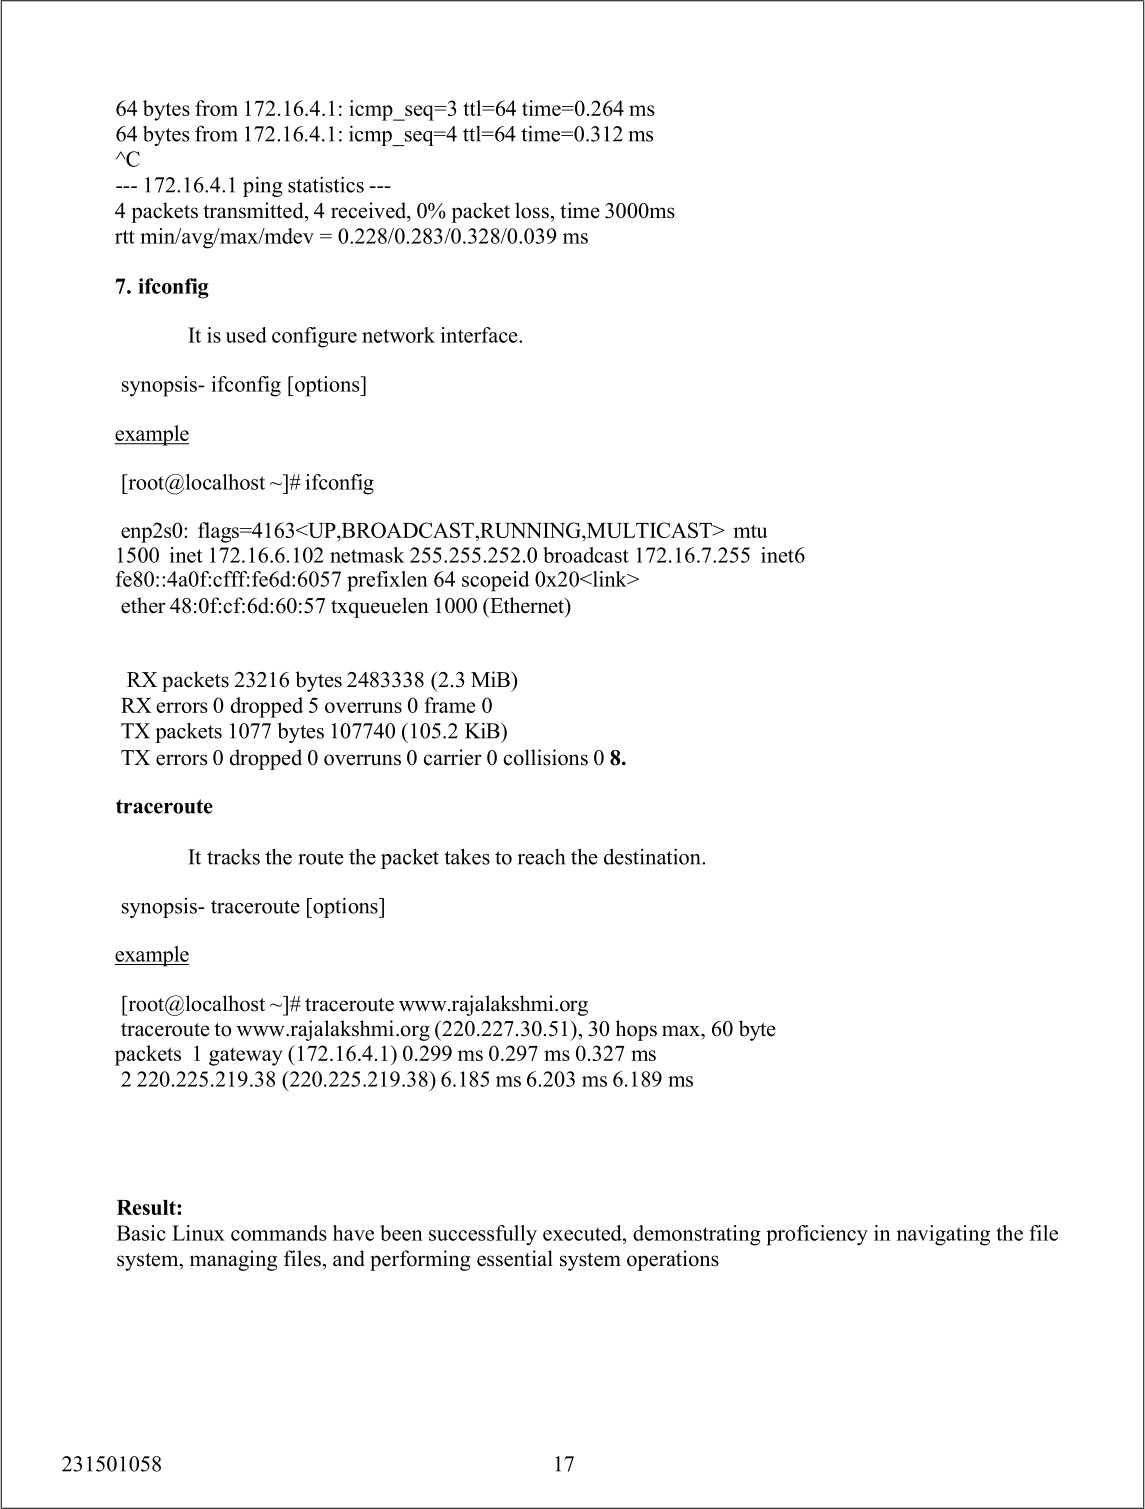 64 bytes from 172.16.4.1: icmp_seq=3 ttl=64 time=0.264 ms
64 bytes from 172.16.4.1: icmp_seq=4 ttl=64 time=0.312 ms
^C
--- 172.16.4.1 ping statistics ---
4 packets transmitted, 4 received, 0% packet loss, time 3000ms
rtt min/avg/max/mdev = 0.228/0.283/0.328/0.039 ms
7. ifconfig
It is used configure network interface.
synopsis- ifconfig [options]
example
[root@localhost ~]# ifconfig
enp2s0: flags=4163<UP,BROADCAST,RUNNING,MULTICAST> mtu
1500 inet 172.16.6.102 netmask 255.255.252.0 broadcast 172.16.7.255 inet6
fe80::4a0f:cfff:fe6d:6057 prefixlen 64 scopeid 0x20<link>
ether 48:0f:cf:6d:60:57 txqueuelen 1000 (Ethernet)
RX packets 23216 bytes 2483338 (2.3 MiB)
RX errors 0 dropped 5 overruns 0 frame 0
TX packets 1077 bytes 107740 (105.2 KiB)
TX errors 0 dropped 0 overruns 0 carrier 0 collisions 0 8.
traceroute
It tracks the route the packet takes to reach the destination.
synopsis- traceroute [options]
example
[root@localhost ~]# traceroute www.rajalakshmi.org
traceroute to www.rajalakshmi.org (220.227.30.51), 30 hops max, 60 byte
packets 1 gateway (172.16.4.1) 0.299 ms 0.297 ms 0.327 ms
2 220.225.219.38 (220.225.219.38) 6.185 ms 6.203 ms 6.189 ms
Result:
Basic Linux commands have been successfully executed, demonstrating proficiency in navigating the file
system, managing files, and performing essential system operations
231501058 17